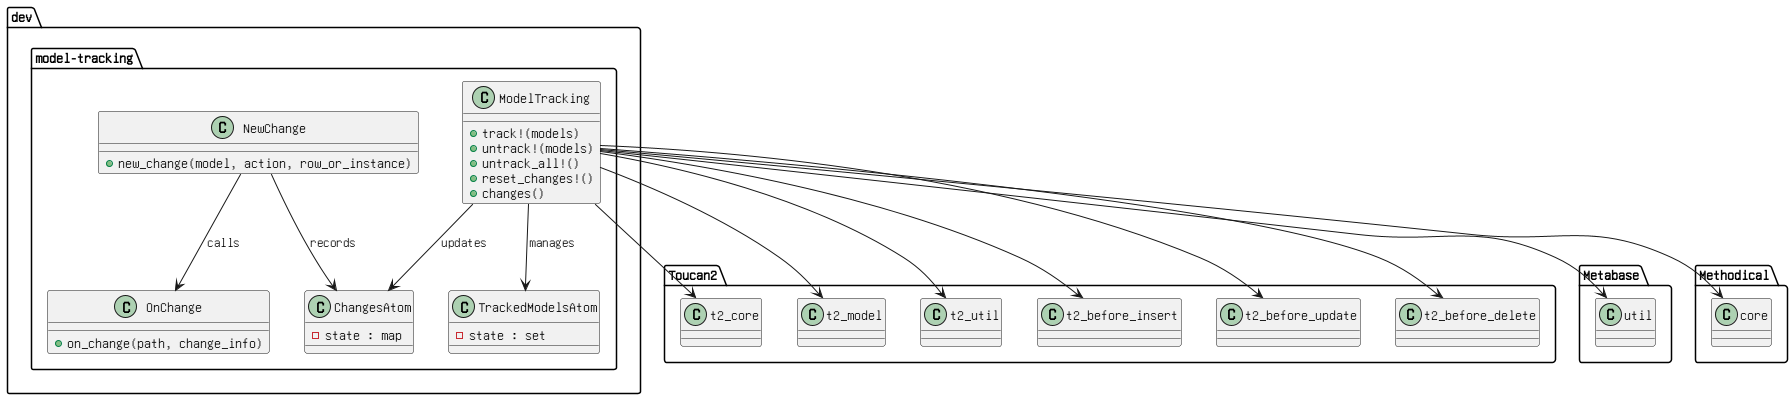 dev
model-tracking
C ModelTracking
track!(models)
untrack!(models)
untrack_all!()
reset_changes!()
changes()
C NewChange
new_change(model, action, row_or_instance)
calls
records
updates
manages
C OnChange
on_change(path, change_info)
C ChangesAtom
state : map
C TrackedModelsAtom
state : set
Toucan2
C t2_core
C t2_model
C t2_util
C t2_before_insert
C t2_before_update
C t2_before_delete
Metabase
C util
Methodical
C core